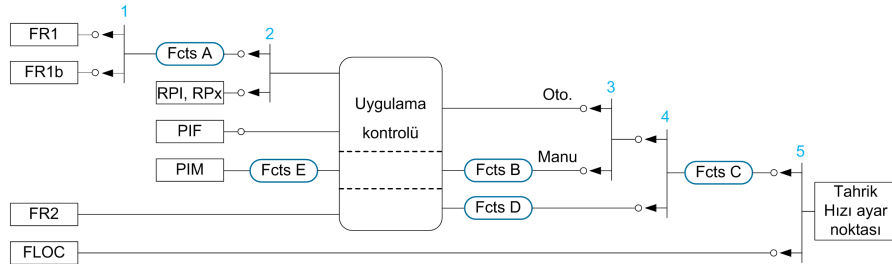 1
FR1
Fcts A
2
FR1b
RPI, RPx
Uygulama
kontrolü
Oto.
3
PIF
4
PIM
Fcts E
Fcts B
Manu
Fcts C
5
FR2
Fcts D
Tahrik
Hızı ayar
noktası
FLOC